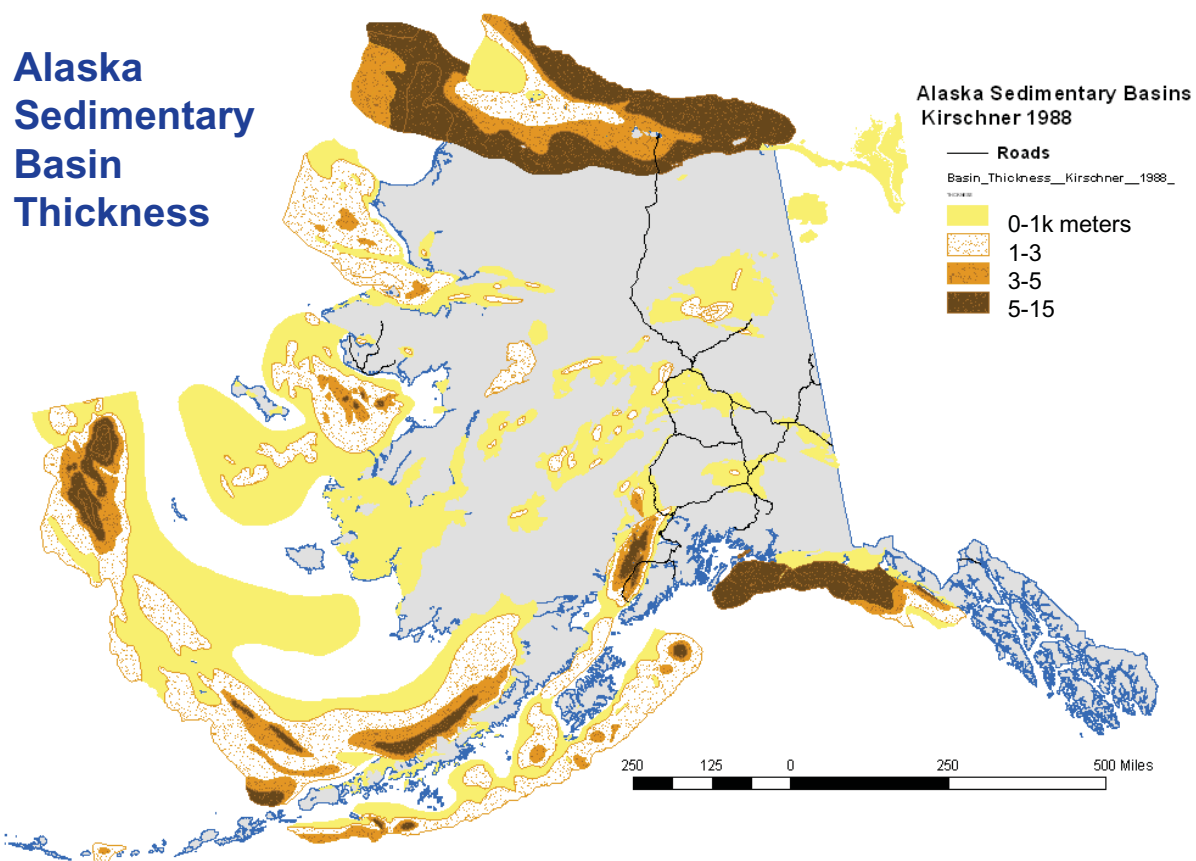 Alaska
Sedimentary
Basin
Thickness
Alaska Sedimentary Basins
Kirschner 1988
Roads
Basin_Thickness__Kirschner__1988_
THICKNESS
0-1k meters
1-3
3-5
5-15
250 125 0 250 500 Miles